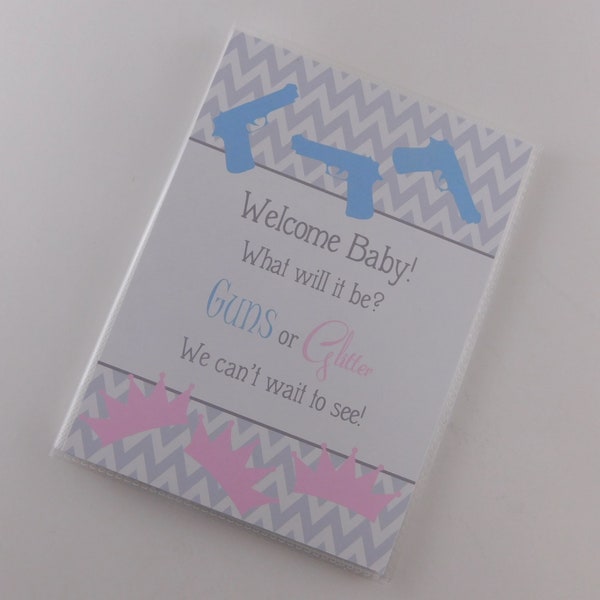 Welcome Baby!
What will it be?
Guns or Glitter
We can't wait to see!